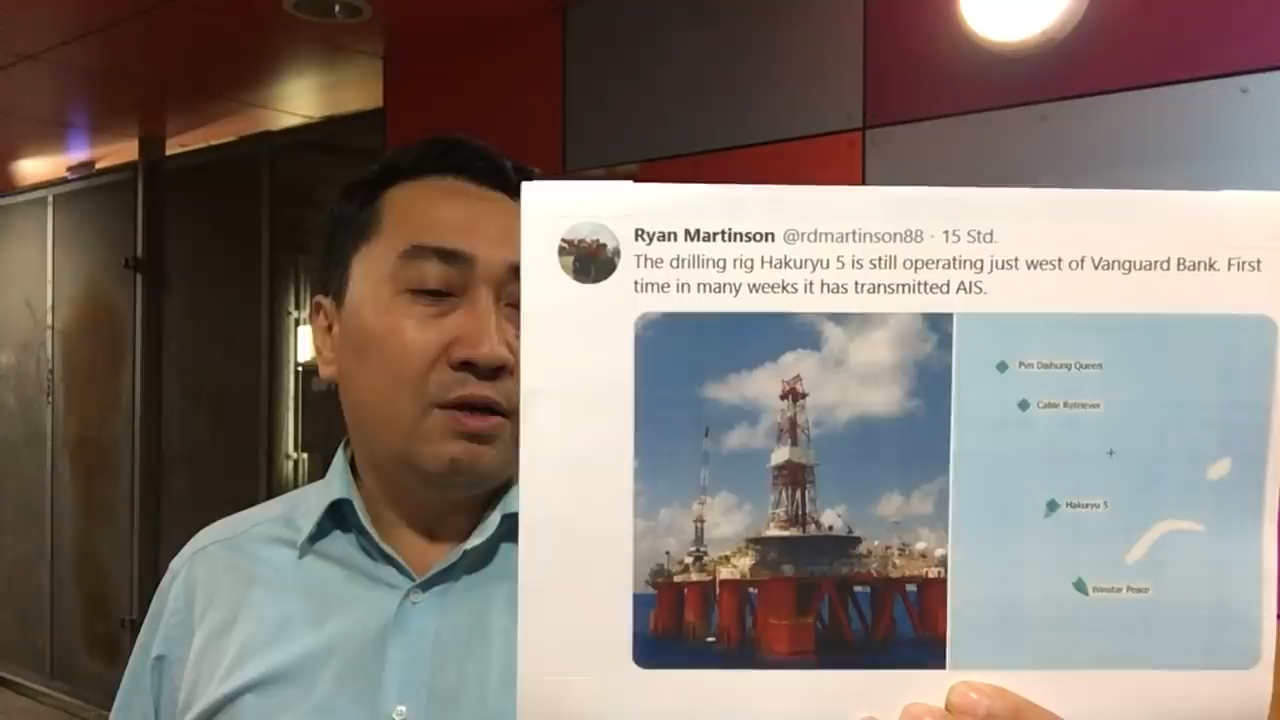 Ryan Martinson @rdmartinson88 · 15 Std.
The drilling rig Hakuryu 5 is still operating just west of Vanguard Bank. First
time in many weeks it has transmitted AIS.
Pvn Daihung Queen
Cable Retriever
Hakuryu 5
Winstar Peace